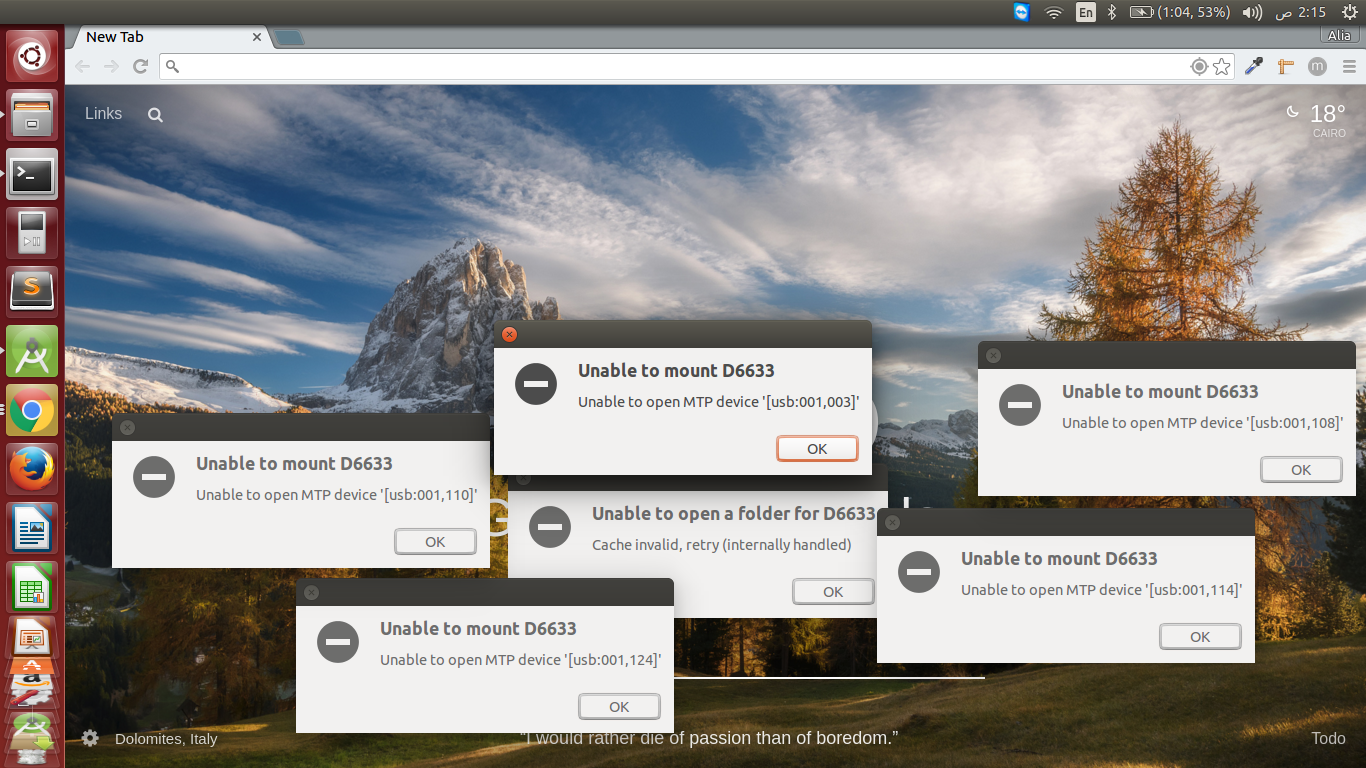 En
(1:04, 53%)
2:15 ص
New Tab
Alia
m
Links
18°
CAIRO
Unable to mount D6633
Unable to open MTP device '[usb:001,003]'
OK
Unable to mount D6633
Unable to open MTP device '[usb:001,108]'
OK
Unable to mount D6633
Unable to open MTP device '[usb:001,110]'
OK
Unable to open a folder for D6633
Cache invalid, retry (internally handled)
OK
Unable to mount D6633
Unable to open MTP device '[usb:001,114]'
OK
Unable to mount D6633
Unable to open MTP device '[usb:001,124]'
OK
Dolomites, Italy
"I would rather die of passion than of boredom."
Todo